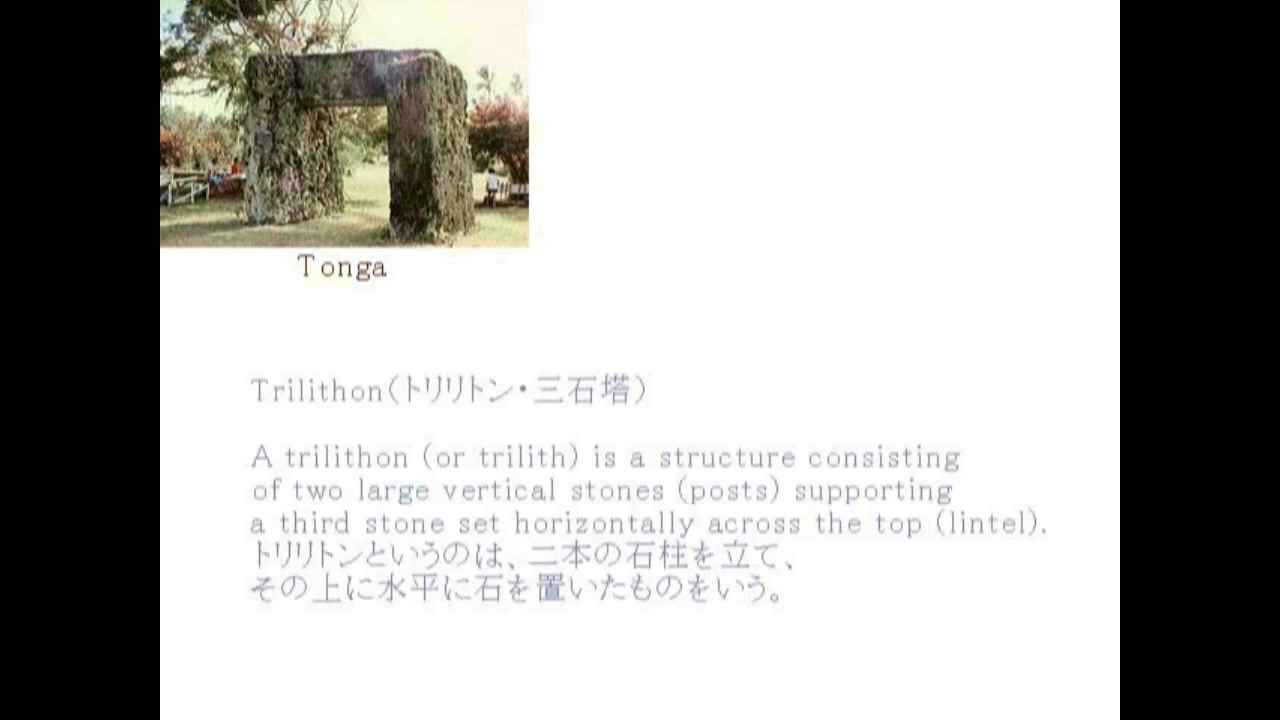 Tonga
Trilithon(トリリトン・三石塔)
A trilithon (or trilith) is a structure consisting
of two large vertical stones (posts) supporting
a third stone set horizontally across the top (lintel).
トリリトンというのは、二本の石柱を立て、
その上に水平に石を置いたものをいう。